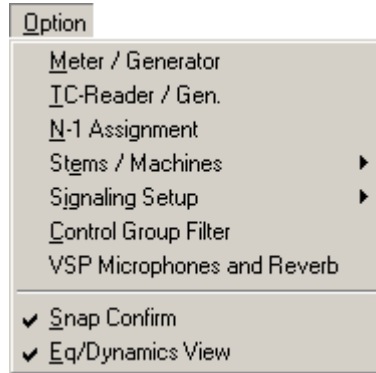 Option
Meter / Generator
TC-Reader / Gen.
N-1 Assignment
Stems / Machines
Signaling Setup
Control Group Filter
VSP Microphones and Reverb
Snap Confirm
Eq/Dynamics View